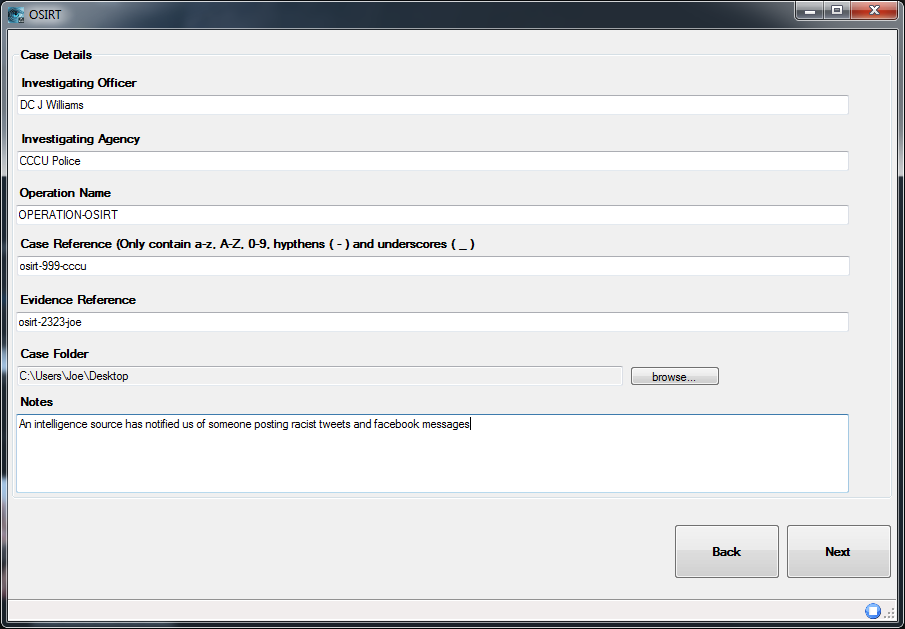 OSIRT
Case Details
Investigating Officer
DC J Williams
Investigating Agency
CCCU Police
Operation Name
OPERATION-OSIRT
Case Reference (Only contain a-z, A-Z, 0-9, hypthens ( - ) and underscores ( _ )
osirt-999-cccu
Evidence Reference
osirt-2323-joe
Case Folder
C:\Users\Joe\Desktop
browse...
Notes
An intelligence source has notified us of someone posting racist tweets and facebook messages
Back
Next